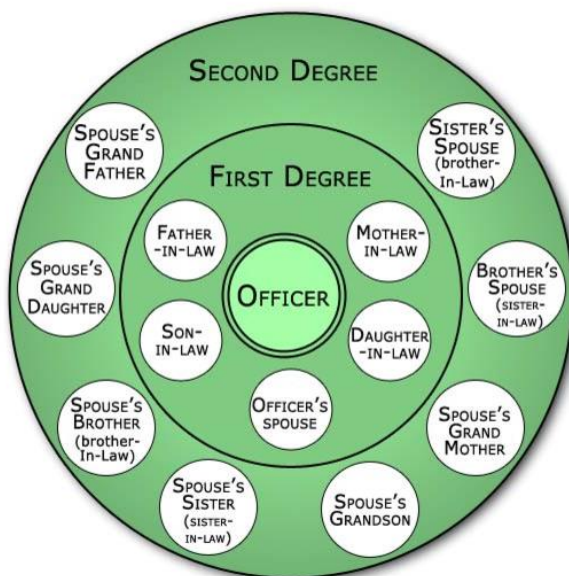 SECOND DEGREE
SPOUSE'S
GRAND
FATHER
SISTER'S
SPOUSE
(brother-
In-Law)
FIRST DEGREE
FATHER
-IN-LAW
MOTHER-
IN-LAW
SPOUSE'S
GRAND
DAUGHTER
OFFICER
BROTHER'S
SPOUSE
(SISTER-
IN-LAW)
SON-
IN-LAW
DAUGHTER
-IN-LAW
SPOUSE'S
BROTHER
(brother-
In-Law)
OFFICER'S
SPOUSE
SPOUSE'S
GRAND
MOTHER
SPOUSE'S
SISTER
(SISTER-
IN-LAW)
SPOUSE'S
GRANDSON